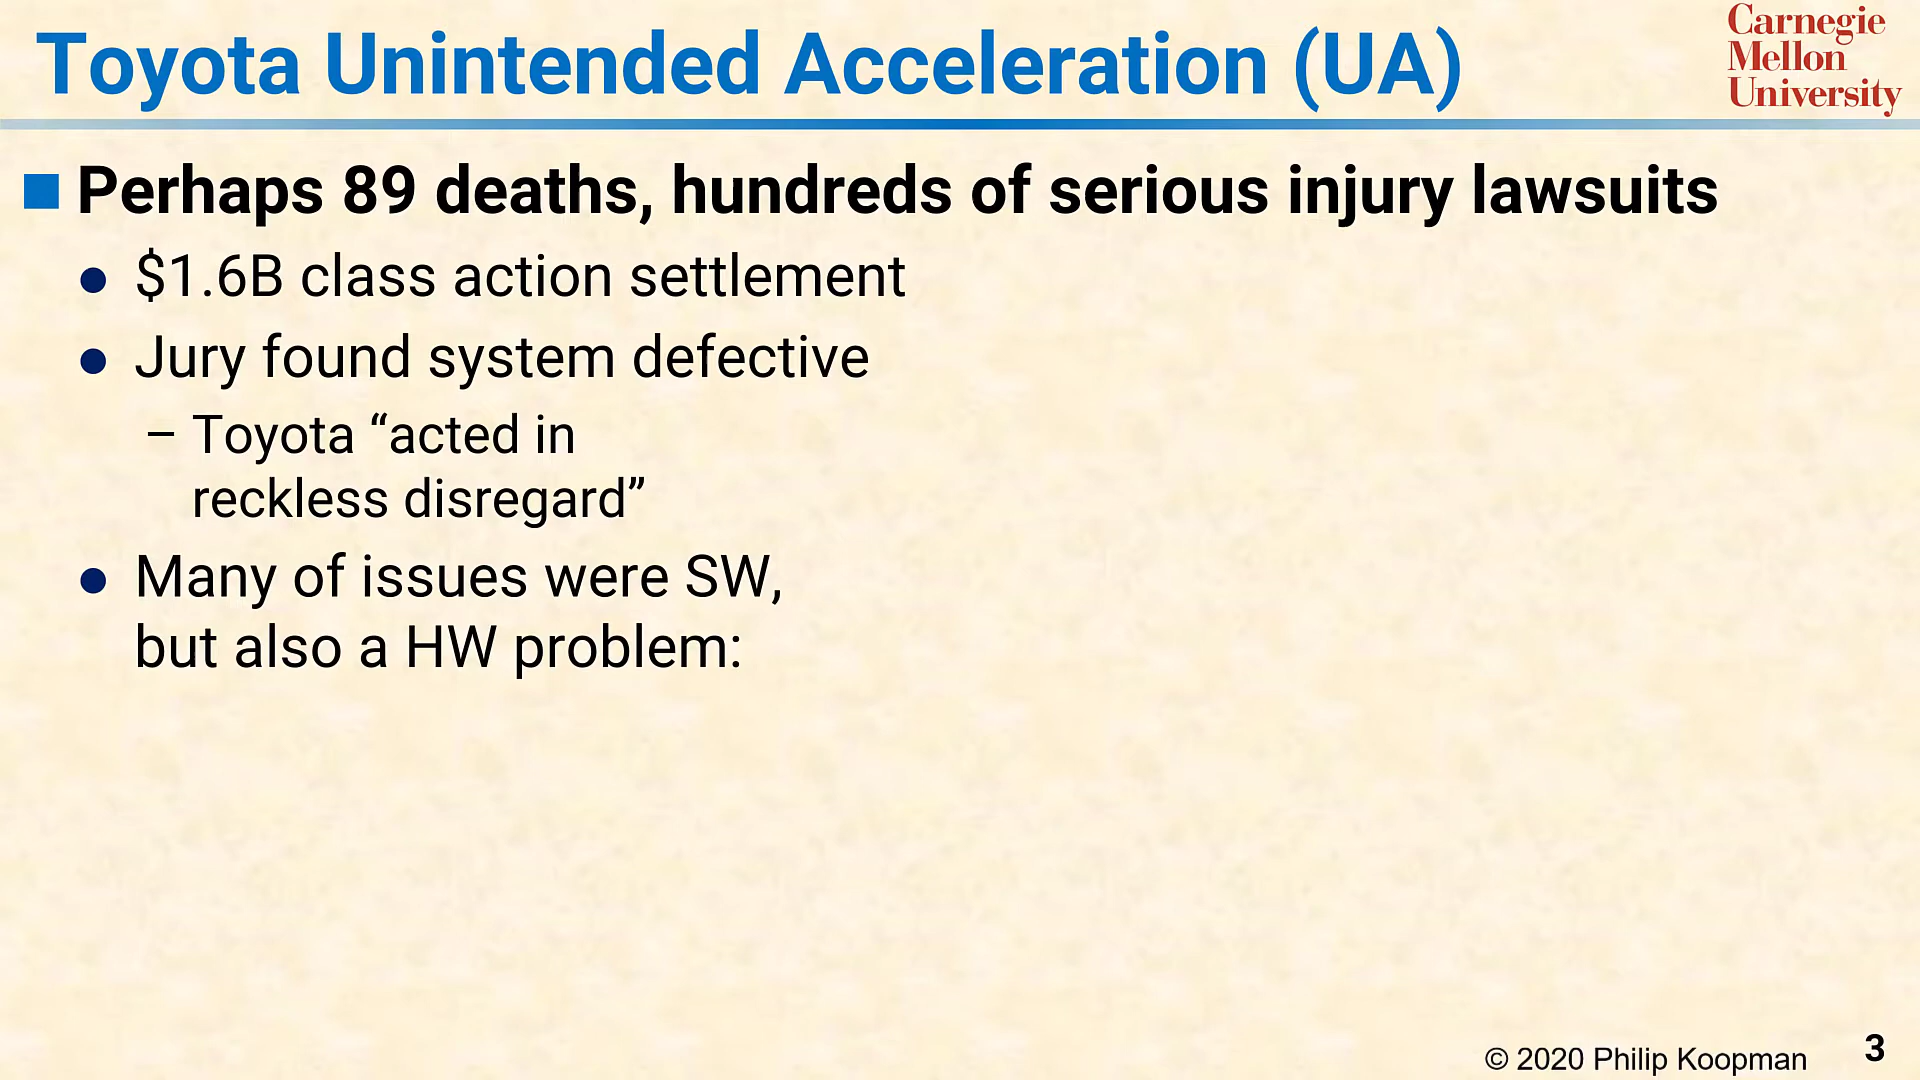 Toyota Unintended Acceleration (UA)
Carnegie
Mellon
University
Perhaps 89 deaths, hundreds of serious injury lawsuits
$1.6B class action settlement
Jury found system defective
– Toyota “acted in
reckless disregard”
Many of issues were SW,
but also a HW problem:
© 2020 Philip Koopman
3